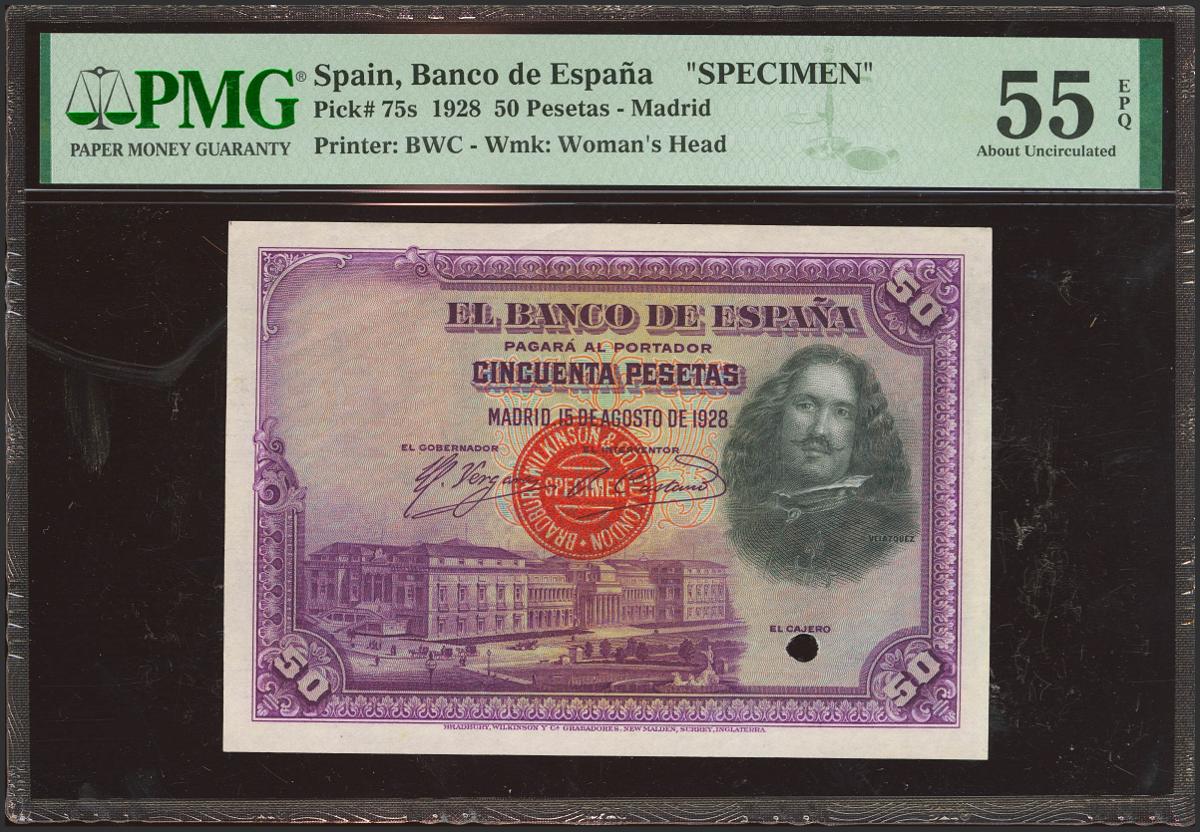 PMG®
PAPER MONEY GUARANTY
Spain, Banco de España "SPECIMEN"
Pick# 75s 1928 50 Pesetas - Madrid
Printer: BWC - Wmk: Woman's Head
55
EPQ
About Uncirculated
50
EL BANCO DE ESPAÑA
PAGARÁ AL PORTADOR
CINCUENTA PESETAS
MADRID 15 DE AGOSTO DE 1928
EL GOBERNADOR
EL INTERVENTOR
BRADBURY WILKINSON & CO LTD LONDON
SPECIMEN
VELAZQUEZ
EL CAJERO
50
50
BRADBURY, WILKINSON Y Cª GRABADORES. NEW MALDEN, SURREY, INGLATERRA